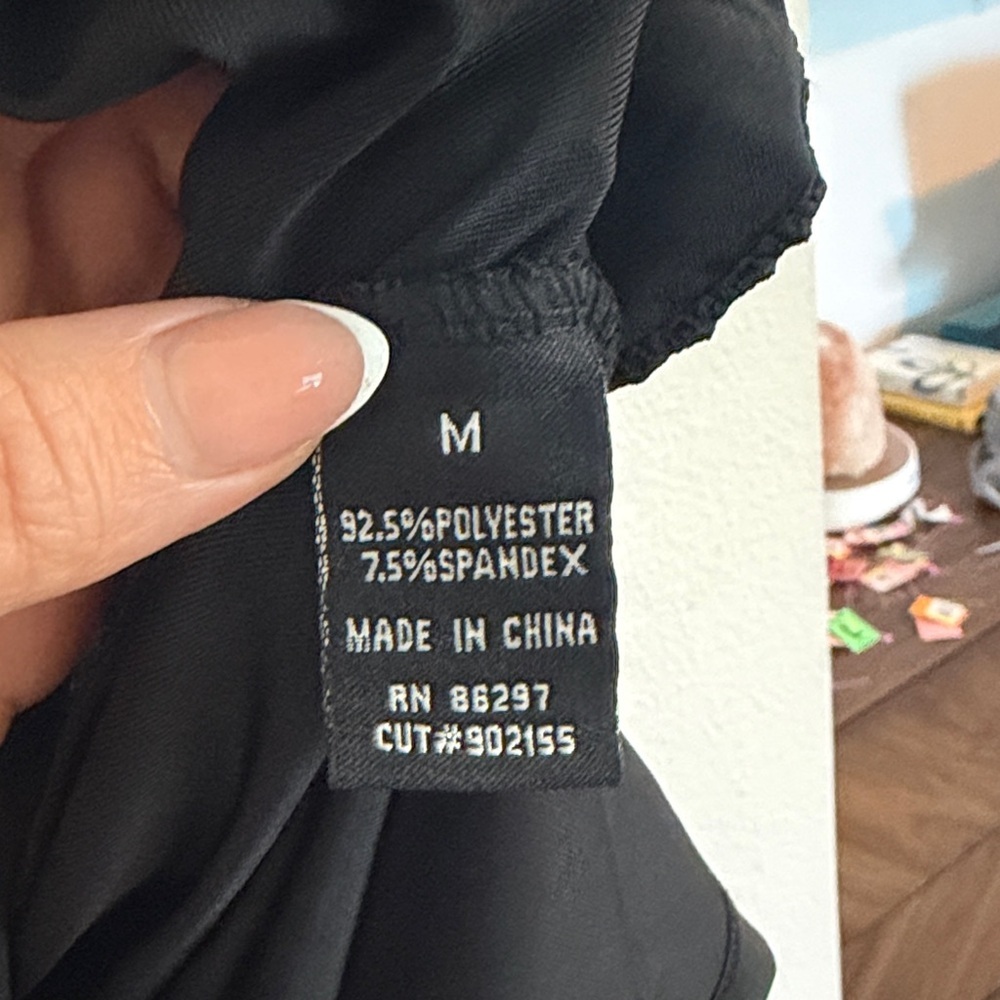 M
92.5%POLYESTER
7.5%SPANDEX
MADE IN CHINA
RN 86297
CUT#902155